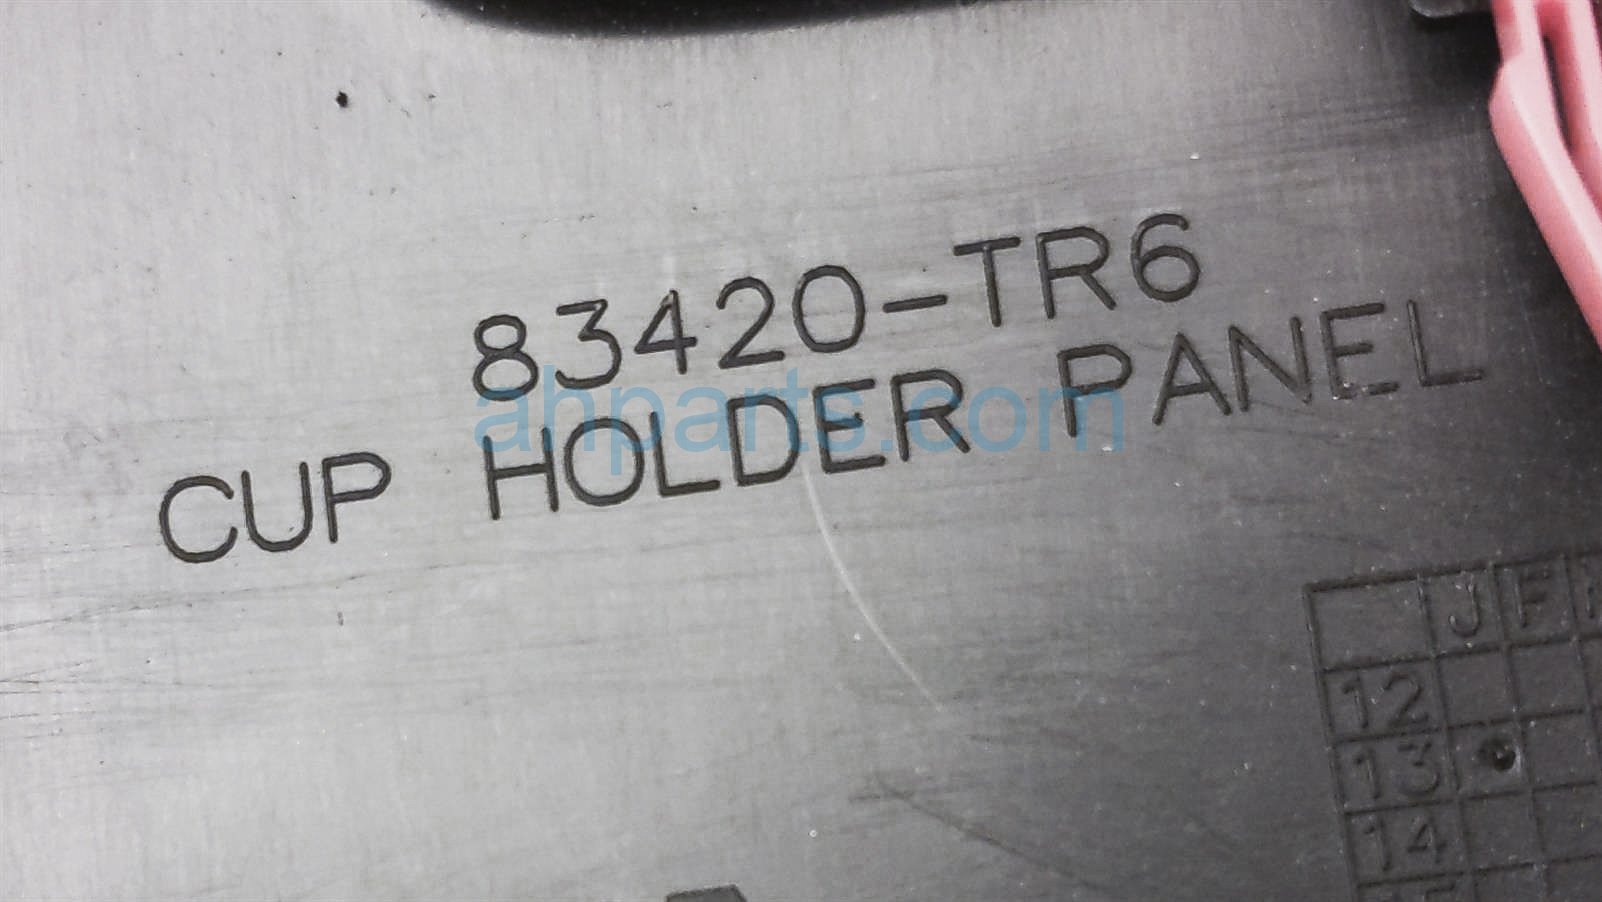 83420-TR6
CUP HOLDER PANEL
ahparts.com
J F
12
13
14